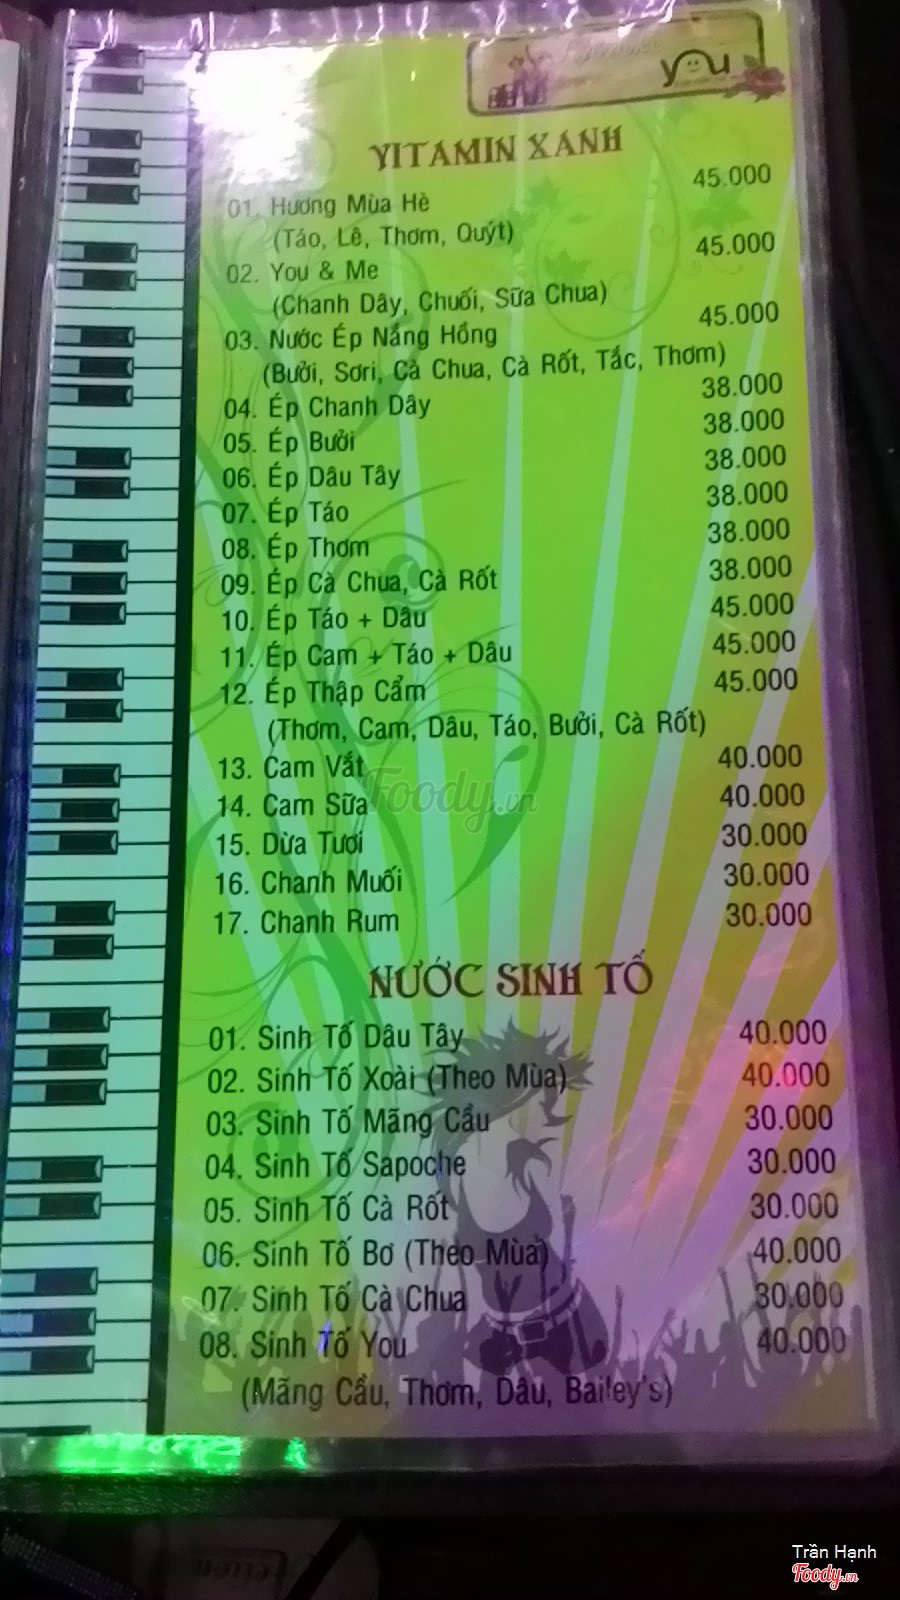 you
VITAMIN XANH
01. Hương Mùa Hè 45.000
(Táo, Lê, Thơm, Quýt)
02. You & Me 45.000
(Chanh Dây, Chuối, Sữa Chua)
03. Nước Ép Nắng Hồng 45.000
(Bưởi, Sơri, Cà Chua, Cà Rốt, Tắc, Thơm)
04. Ép Chanh Dây 38.000
05. Ép Bưởi 38.000
06. Ép Dâu Tây 38.000
07. Ép Táo 38.000
08. Ép Thơm 38.000
09. Ép Cà Chua, Cà Rốt 38.000
10. Ép Táo + Dâu 45.000
11. Ép Cam + Táo + Dâu 45.000
12. Ép Thập Cẩm 45.000
(Thơm, Cam, Dâu, Táo, Bưởi, Cà Rốt)
13. Cam Vắt 40.000
14. Cam Sữa 40.000
15. Dừa Tươi 30.000
16. Chanh Muối 30.000
17. Chanh Rum 30.000
Foody.vn
NƯỚC SINH TỐ
01. Sinh Tố Dâu Tây 40.000
02. Sinh Tố Xoài (Theo Mùa) 40.000
03. Sinh Tố Mãng Cầu 30.000
04. Sinh Tố Sapoche 30.000
05. Sinh Tố Cà Rốt 30.000
06. Sinh Tố Bơ (Theo Mùa) 40.000
07. Sinh Tố Cà Chua 30.000
08. Sinh Tố You 40.000
(Mãng Cầu, Thơm, Dâu, Bailey's)
Trần Hạnh
Foody.vn